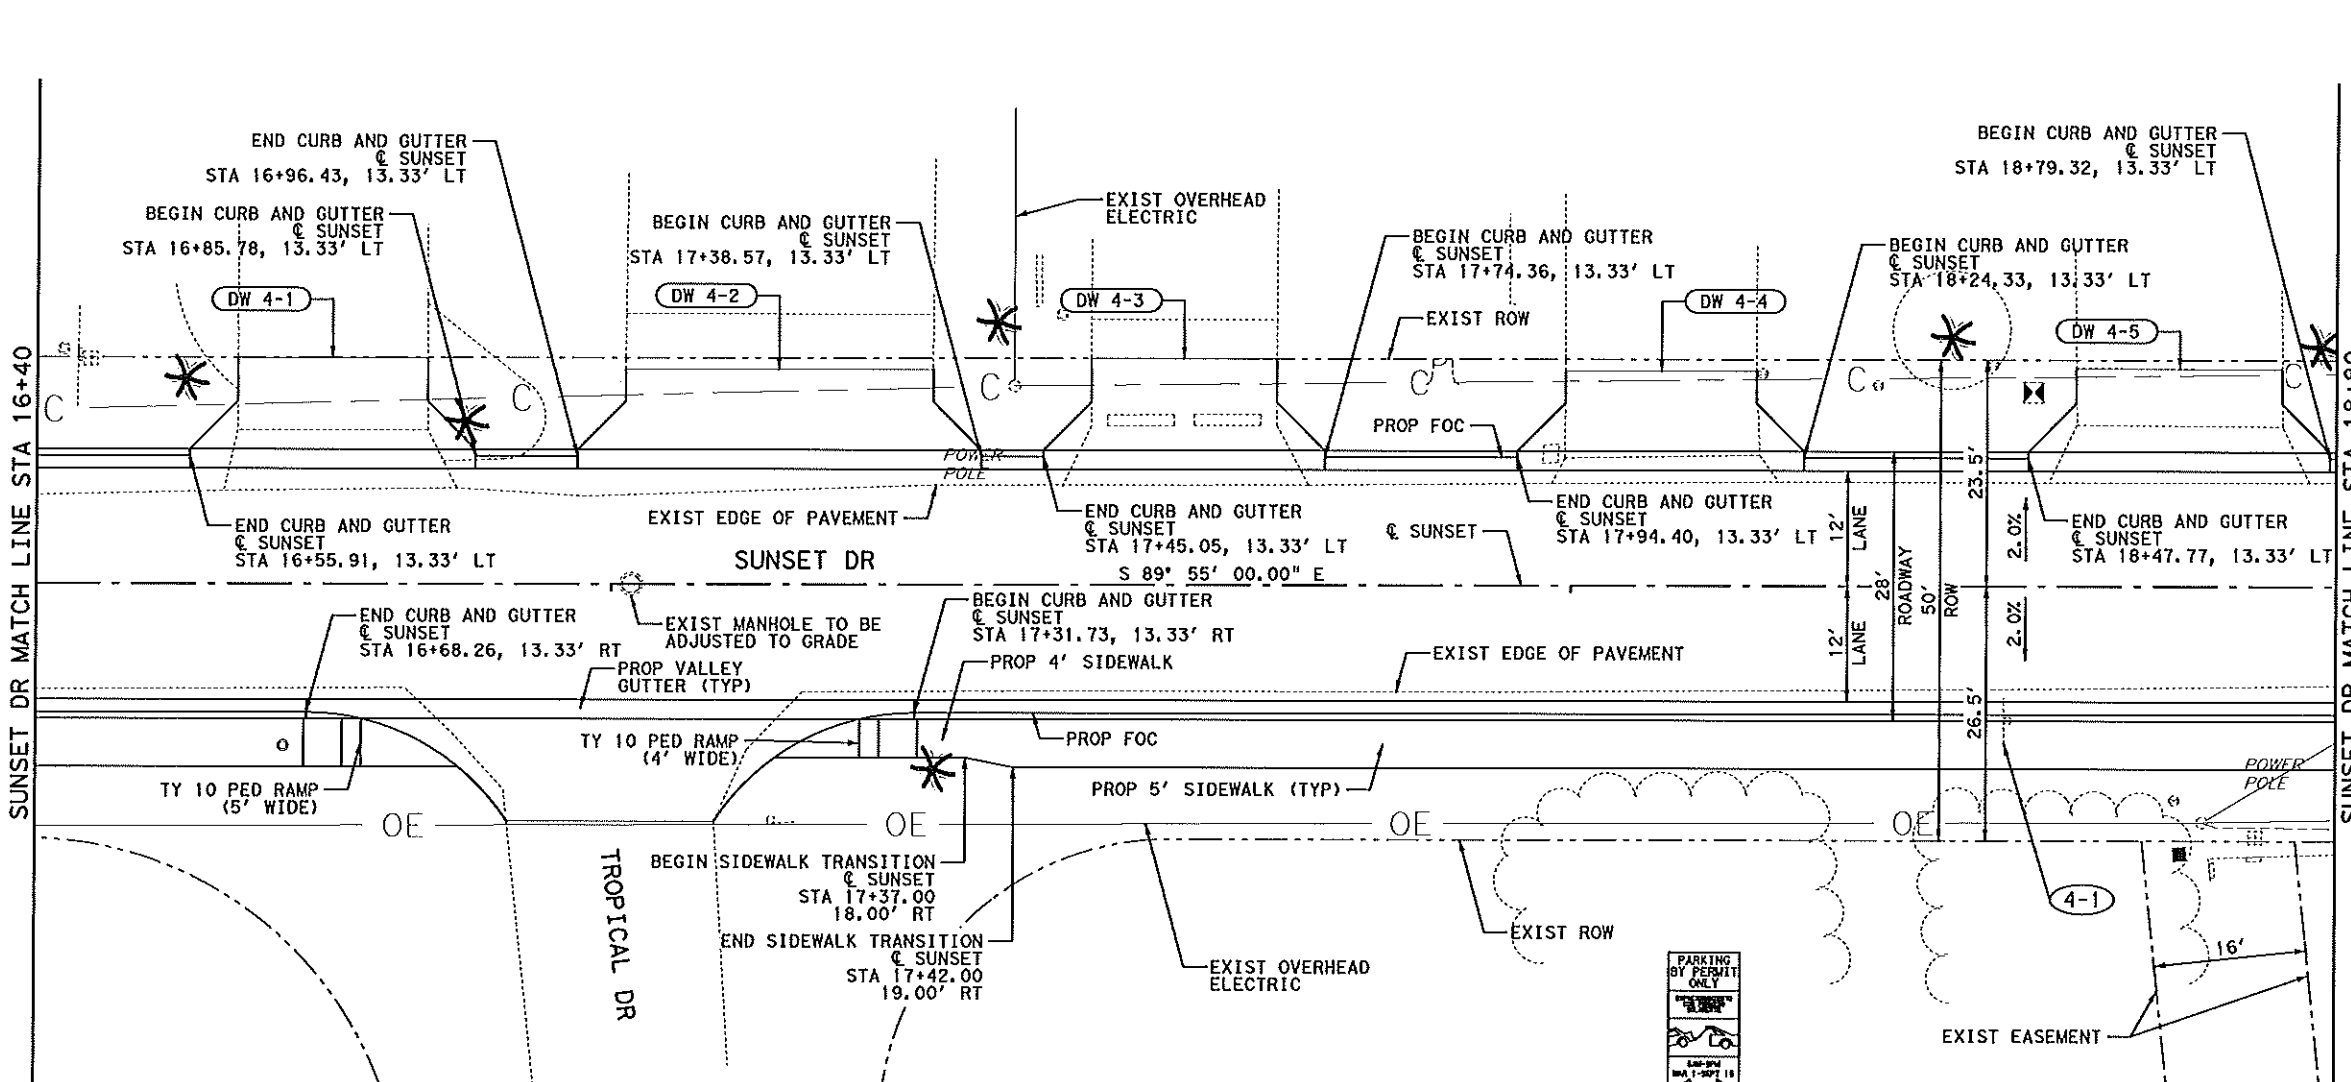 END CURB AND GUTTER
℄ SUNSET
STA 16+96.43, 13.33' LT
BEGIN CURB AND GUTTER
℄ SUNSET
STA 16+85.78, 13.33' LT
BEGIN CURB AND GUTTER
℄ SUNSET
STA 17+38.57, 13.33' LT
EXIST OVERHEAD
ELECTRIC
BEGIN CURB AND GUTTER
℄ SUNSET
STA 17+74.36, 13.33' LT
BEGIN CURB AND GUTTER
℄ SUNSET
STA 18+24.33, 13.33' LT
BEGIN CURB AND GUTTER
℄ SUNSET
STA 18+79.32, 13.33' LT
DW 4-1
DW 4-2
DW 4-3
EXIST ROW
DW 4-4
DW 4-5
C
C
C
C
C
C
SUNSET DR MATCH LINE STA 16+40
SUNSET DR MATCH LINE STA
POWER
POLE
PROP FOC
END CURB AND GUTTER
℄ SUNSET
STA 16+55.91, 13.33' LT
EXIST EDGE OF PAVEMENT
SUNSET DR
END CURB AND GUTTER
℄ SUNSET
STA 17+45.05, 13.33' LT
S 89° 55' 00.00" E
℄ SUNSET
END CURB AND GUTTER
℄ SUNSET
STA 17+94.40, 13.33' LT
END CURB AND GUTTER
℄ SUNSET
STA 18+47.77, 13.33' LT
12'
LANE
12'
LANE
28'
ROADWAY
50'
ROW
23.5'
26.5'
2.0%
2.0%
END CURB AND GUTTER
℄ SUNSET
STA 16+68.26, 13.33' RT
EXIST MANHOLE TO BE
ADJUSTED TO GRADE
BEGIN CURB AND GUTTER
℄ SUNSET
STA 17+31.73, 13.33' RT
PROP 4' SIDEWALK
PROP VALLEY
GUTTER (TYP)
EXIST EDGE OF PAVEMENT
TY 10 PED RAMP
(4' WIDE)
PROP FOC
TY 10 PED RAMP
(5' WIDE)
PROP 5' SIDEWALK (TYP)
POWER
POLE
OE
OE
OE
OE
TROPICAL DR
BEGIN SIDEWALK TRANSITION
℄ SUNSET
STA 17+37.00
18.00' RT
END SIDEWALK TRANSITION
℄ SUNSET
STA 17+42.00
19.00' RT
EXIST OVERHEAD
ELECTRIC
EXIST ROW
4-1
16'
EXIST EASEMENT
PARKING
BY PERMIT
ONLY